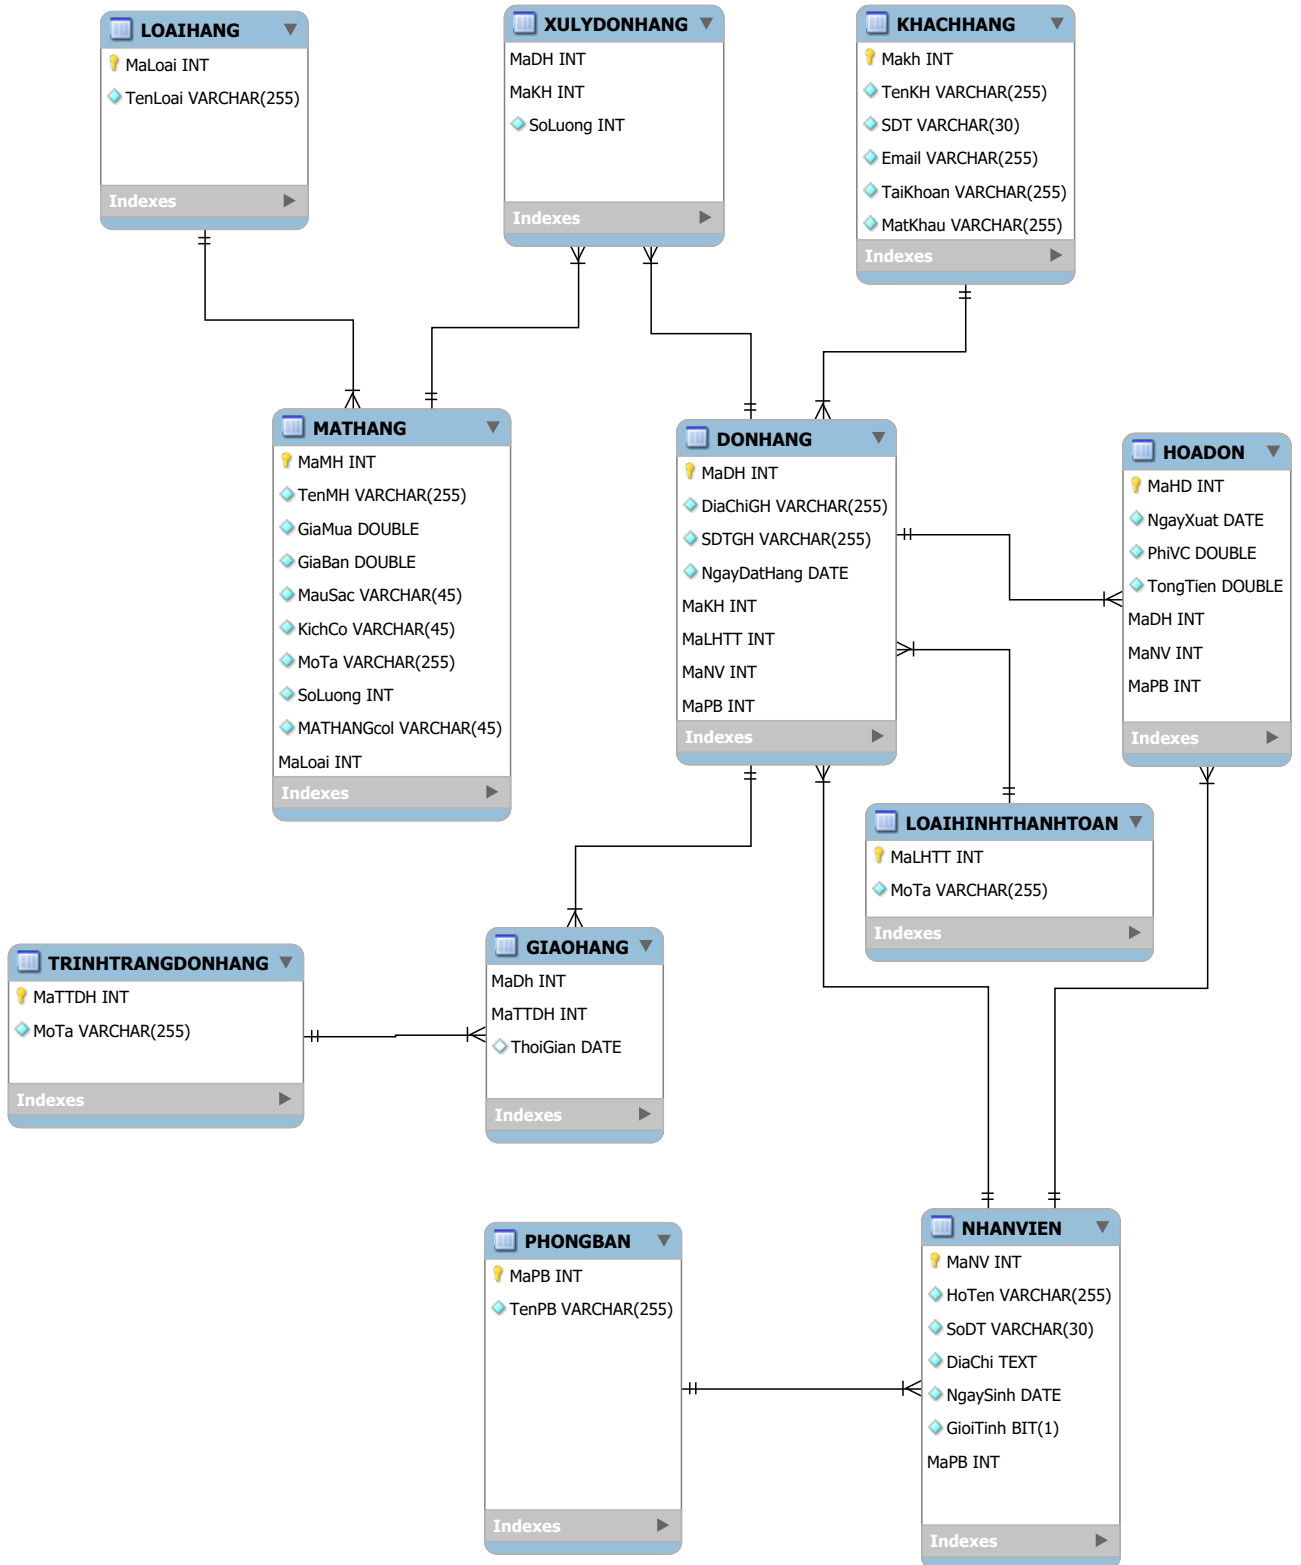 LOAIHANG
MaLoai INT
TenLoai VARCHAR(255)
Indexes
XULYDONHANG
MaDH INT
MaKH INT
SoLuong INT
Indexes
KHACHHANG
Makh INT
TenKH VARCHAR(255)
SDT VARCHAR(30)
Email VARCHAR(255)
TaiKhoan VARCHAR(255)
MatKhau VARCHAR(255)
Indexes
MATHANG
MaMH INT
TenMH VARCHAR(255)
GiaMua DOUBLE
GiaBan DOUBLE
MauSac VARCHAR(45)
KichCo VARCHAR(45)
MoTa VARCHAR(255)
SoLuong INT
MATHANGcol VARCHAR(45)
MaLoai INT
Indexes
DONHANG
MaDH INT
DiaChiGH VARCHAR(255)
SDTGH VARCHAR(255)
NgayDatHang DATE
MaKH INT
MaLHTT INT
MaNV INT
MaPB INT
Indexes
HOADON
MaHD INT
NgayXuat DATE
PhiVC DOUBLE
TongTien DOUBLE
MaDH INT
MaNV INT
MaPB INT
Indexes
LOAIHINHTHANHTOAN
MaLHTT INT
MoTa VARCHAR(255)
Indexes
TRINHTRANGDONHANG
MaTTDH INT
MoTa VARCHAR(255)
Indexes
GIAOHANG
MaDh INT
MaTTDH INT
ThoiGian DATE
Indexes
PHONGBAN
MaPB INT
TenPB VARCHAR(255)
Indexes
NHANVIEN
MaNV INT
HoTen VARCHAR(255)
SoDT VARCHAR(30)
DiaChi TEXT
NgaySinh DATE
GioiTinh BIT(1)
MaPB INT
Indexes